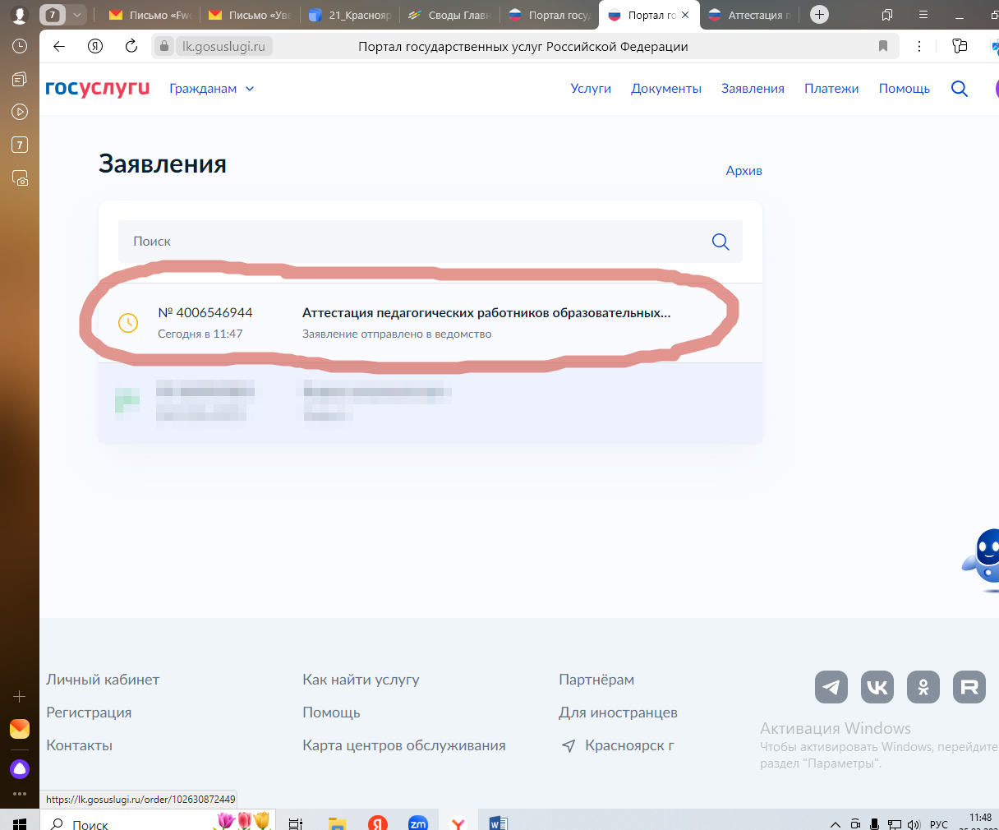 7
Письмо «Fwd
Письмо «Уве
21_Краснояр
Своды Главн
Портал госу
Портал го
Аттестация п
lk.gosuslugi.ru
Портал государственных услуг Российской Федерации
госуслуги
Гражданам
Услуги
Документы
Заявления
Платежи
Помощь
7
Заявления
Архив
Поиск
№ 4006546944
Аттестация педагогических работников образовательных...
Сегодня в 11:47
Заявление отправлено в ведомство
Личный кабинет
Как найти услугу
Партнёрам
Регистрация
Помощь
Для иностранцев
Контакты
Карта центров обслуживания
Красноярск г
Активация Windows
Чтобы активировать Windows, перейдите
раздел "Параметры".
https://lk.gosuslugi.ru/order/102630872449
Поиск
Я
zm
W
РУС
11:48